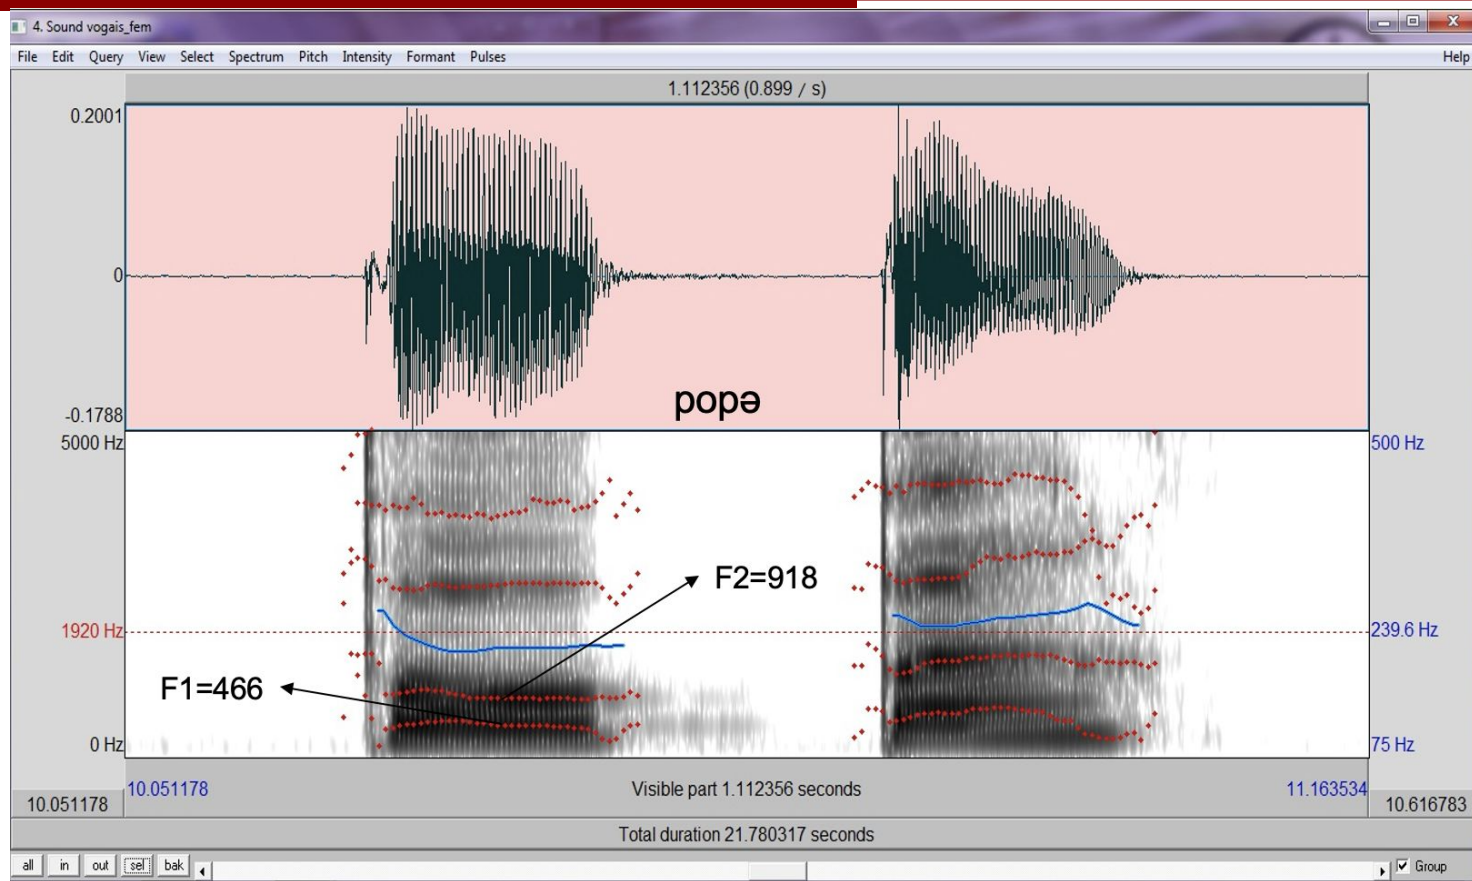 4. Sound vogais_fem
File Edit Query View Select Spectrum Pitch Intensity Formant Pulses Help
1.112356 (0.899 / s)
0.2001
0
-0.1788
popə
5000 Hz
500 Hz
F2=918
1920 Hz
239.6 Hz
F1=466
0 Hz
75 Hz
10.051178
Visible part 1.112356 seconds
11.163534
10.051178
10.616783
Total duration 21.780317 seconds
all in out sel bak Group